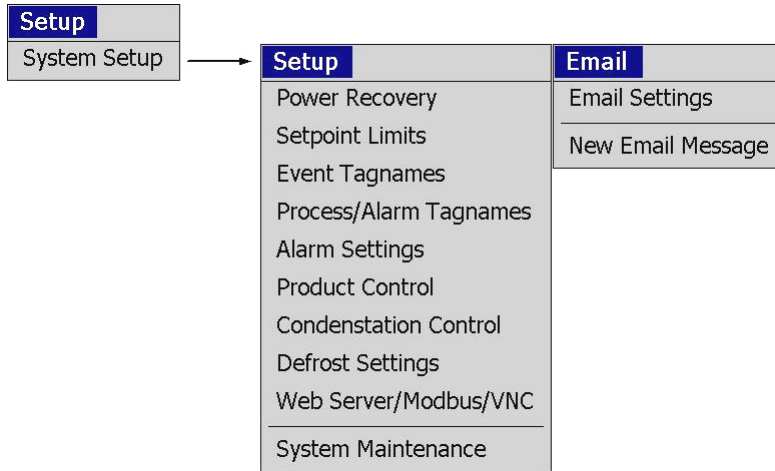 Setup
System Setup
Setup
Power Recovery
Setpoint Limits
Event Tagnames
Process/Alarm Tagnames
Alarm Settings
Product Control
Condenstation Control
Defrost Settings
Web Server/Modbus/VNC
System Maintenance
Email
Email Settings
New Email Message